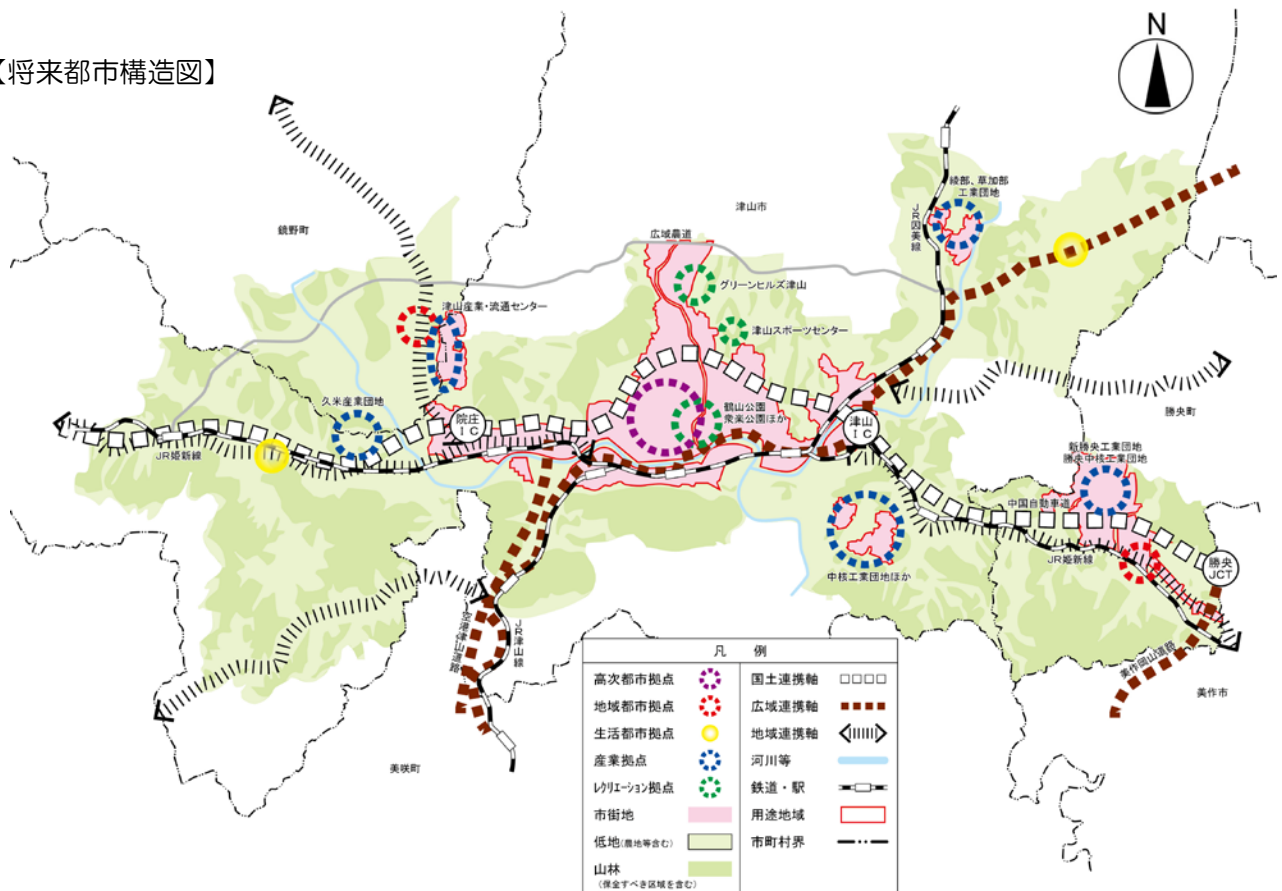 【将来都市構造図】
N
津山市
鏡野町
広域農道
綾部、草加部
工業団地
JR因美線
グリーンヒルズ津山
津山産業・流通センター
津山スポーツセンター
久米産業団地
院庄
IC
鶴山公園
衆楽公園ほか
津山
IC
勝央町
JR姫新線
新勝央工業団地
勝央中核工業団地
中国自動車道
JR姫新線
勝央
JCT
中核工業団地ほか
空港津山道路
JR津山線
美作岡山道路
美作市
美咲町
凡 例
高次都市拠点
国土連携軸
地域都市拠点
広域連携軸
生活都市拠点
地域連携軸
産業拠点
河川等
ﾚｸﾘｴｰｼｮﾝ拠点
鉄道・駅
市街地
用途地域
低地(農地等含む)
市町村界
山林
(保全すべき区域を含む)